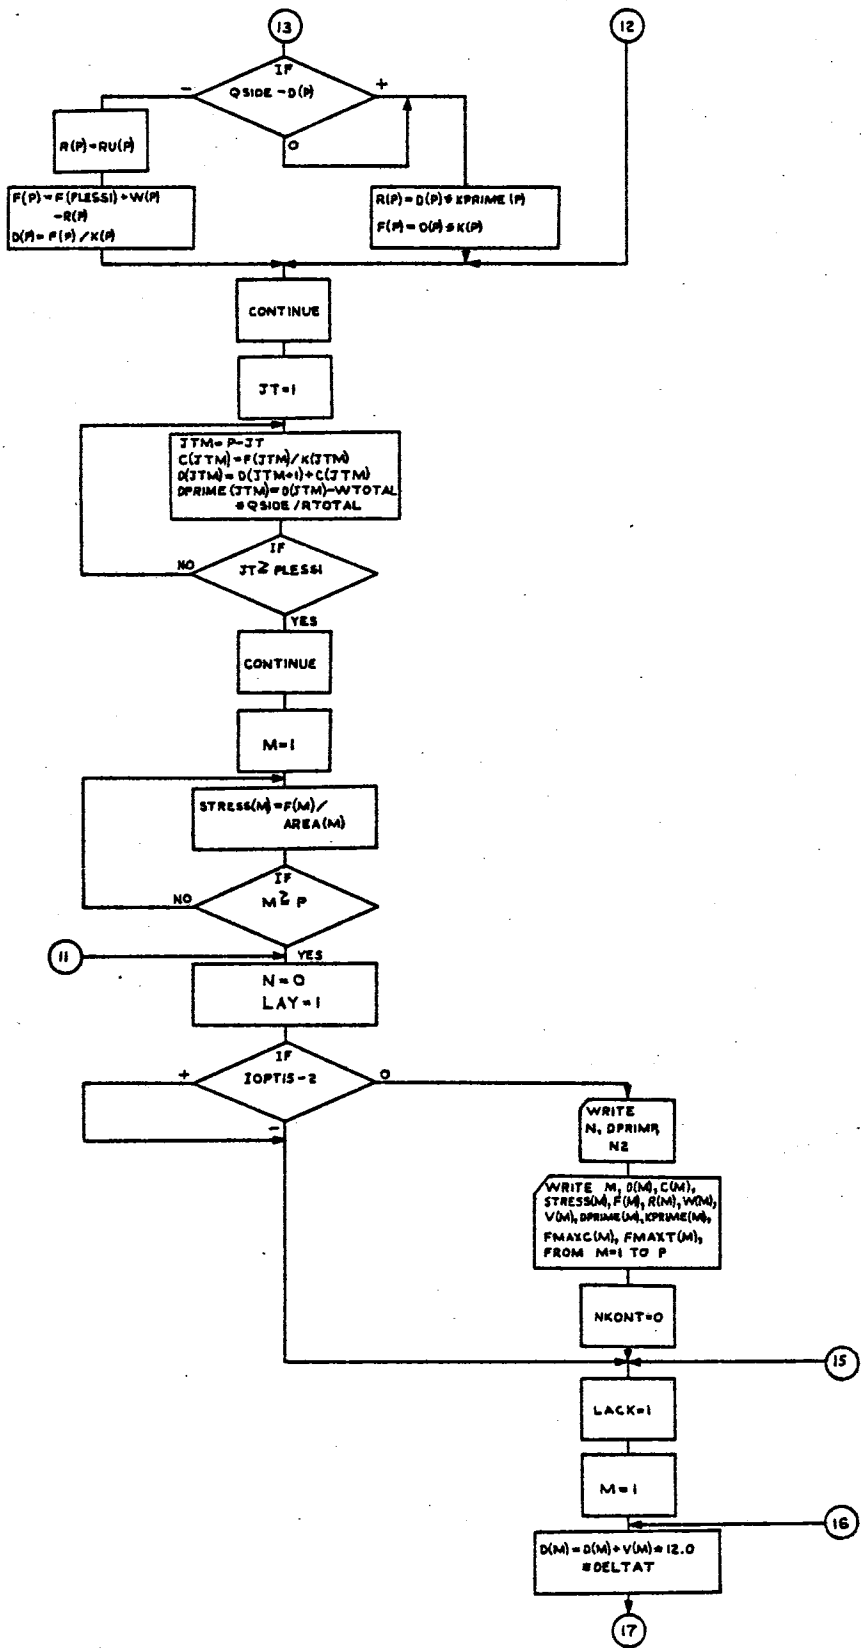 13
12
IF
QSIDE - D(P)
-
+
0
R(P)=RU(P)
F(P)=F(PLESS1)+W(P)
-R(P)
D(P)=F(P)/K(P)
R(P)=D(P)*KPRIME(P)
F(P)=D(P)*K(P)
CONTINUE
JT=1
JTM=P-JT
C(JTM)=F(JTM)/K(JTM)
D(JTM)=D(JTM+1)+C(JTM)
DPRIME(JTM)=D(JTM)-WTOTAL
*QSIDE/RTOTAL
IF
JT≥PLESS1
NO
YES
CONTINUE
M=1
STRESS(M)=F(M)/
AREA(M)
IF
M≥P
NO
YES
11
N=0
LAY=1
IF
IOPT15-2
+
0
-
WRITE
N, DPRIMP,
N2
WRITE M, D(M), C(M),
STRESS(M), F(M), R(M), W(M),
V(M), DPRIME(M), KPRIME(M),
FMAXC(M), FMAXT(M),
FROM M=1 TO P
NKONT=0
15
LACK=1
M=1
16
D(M)=D(M)+V(M)*12.0
*DELTAT
17